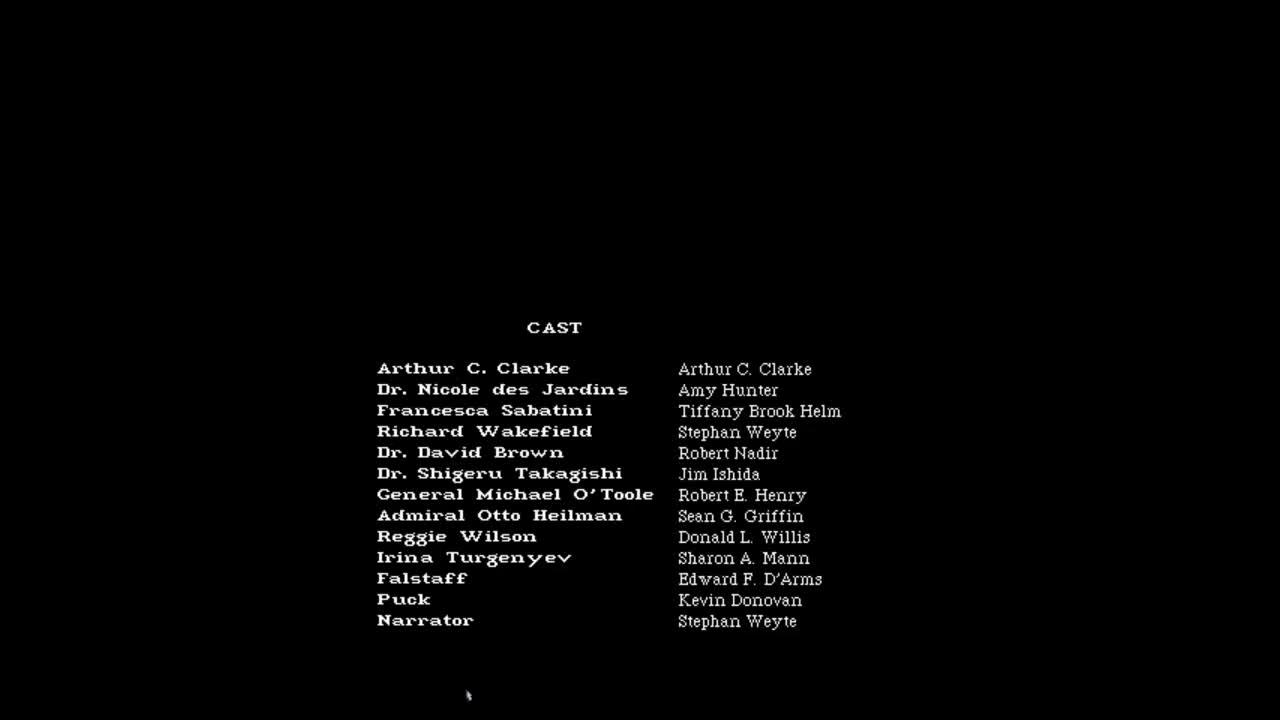 CAST
Arthur C. Clarke Arthur C. Clarke
Dr. Nicole des Jardins Amy Hunter
Francesca Sabatini Tiffany Brook Helm
Richard Wakefield Stephan Weyte
Dr. David Brown Robert Nadir
Dr. Shigeru Takagishi Jim Ishida
General Michael O'Toole Robert E. Henry
Admiral Otto Heilman Sean G. Griffin
Reggie Wilson Donald L. Willis
Irina Turgenyev Sharon A. Mann
Falstaff Edward F. D'Arms
Puck Kevin Donovan
Narrator Stephan Weyte